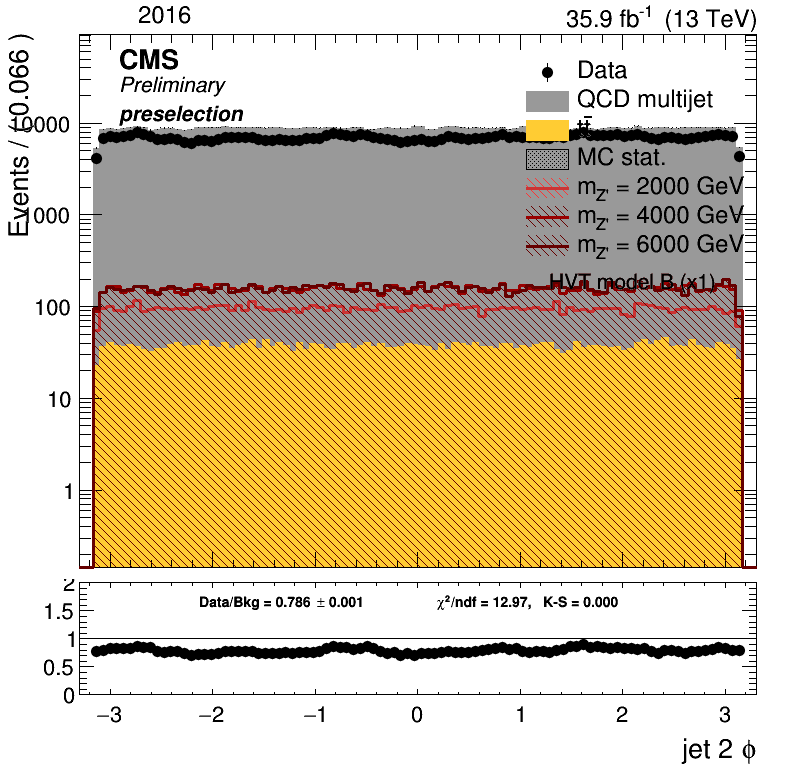 2016
35.9 fb⁻¹ (13 TeV)
CMS
Preliminary
preselection
Data
QCD multijet
tt̄
MC stat.
m_Z' = 2000 GeV
m_Z' = 4000 GeV
m_Z' = 6000 GeV
HVT model B (x1)
Events / ( 0.066 )
10000
1000
100
10
1
Data/Bkg = 0.786 ± 0.001
χ²/ndf = 12.97, K-S = 0.000
2
1.5
1
0.5
0
−3 −2 −1 0 1 2 3
jet 2 ϕ